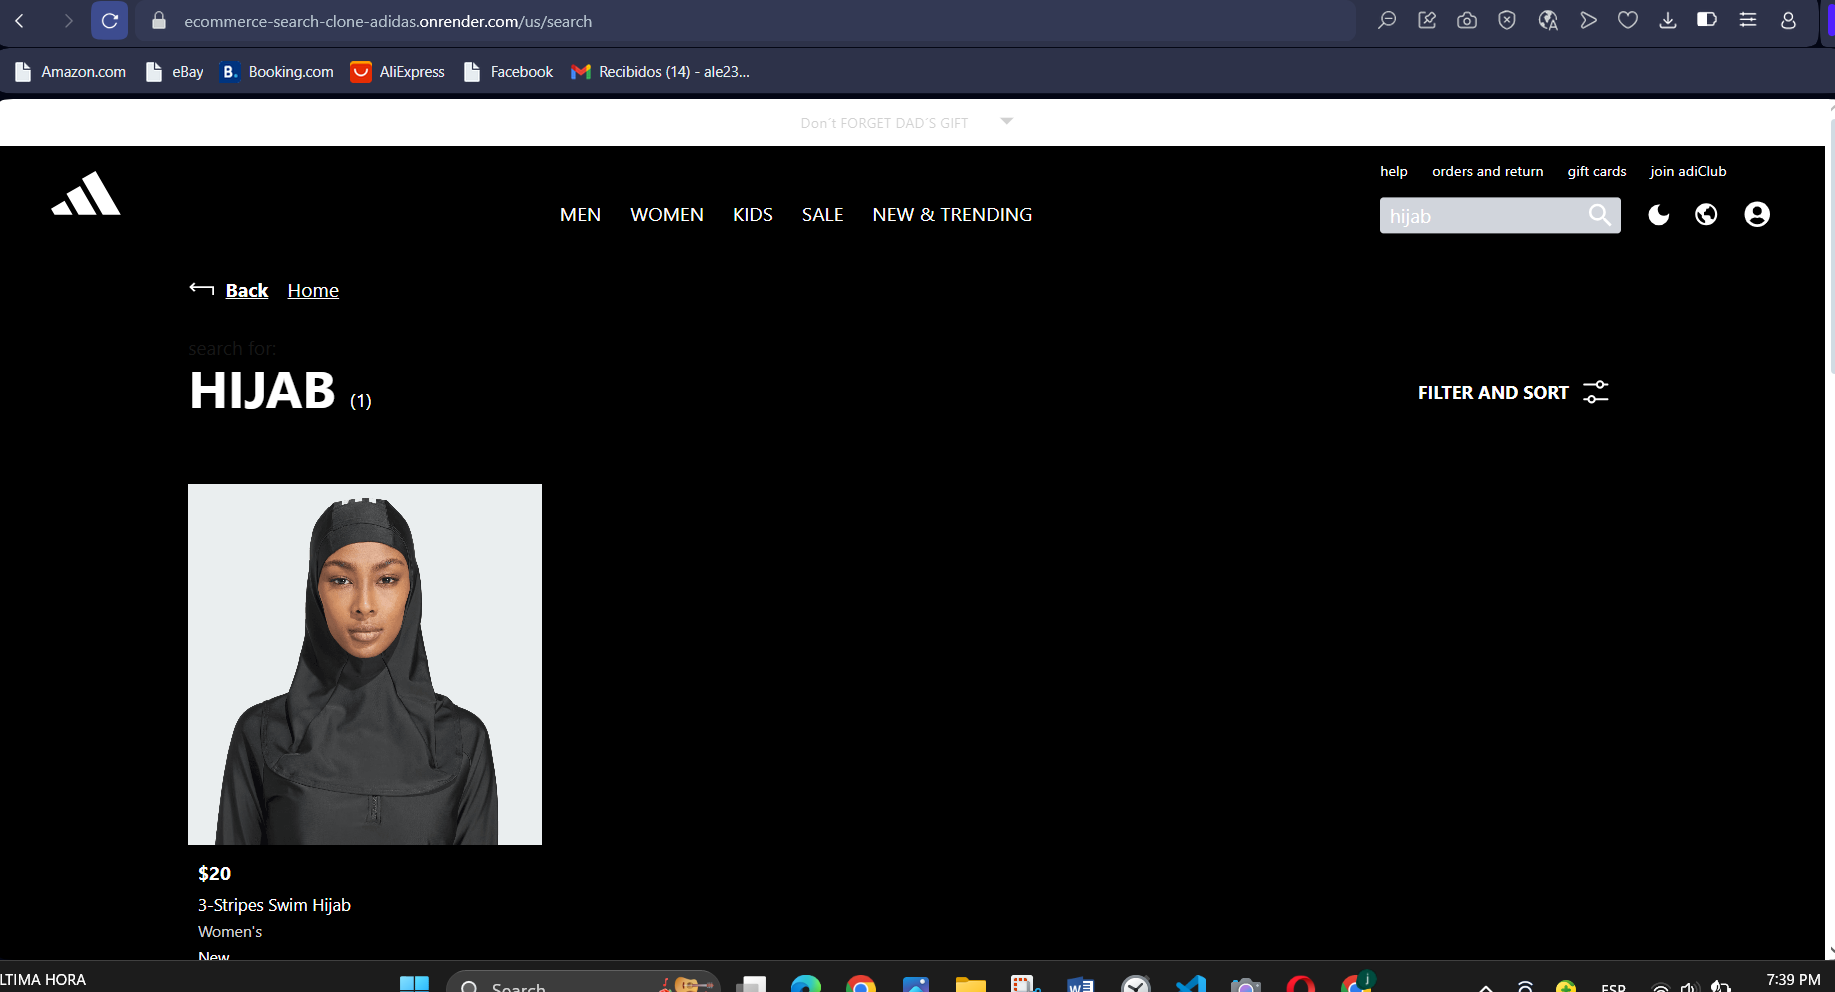 ecommerce-search-clone-adidas.onrender.com/us/search
Amazon.com eBay B. Booking.com AliExpress Facebook Recibidos (14) - ale23...
Don´t FORGET DAD´S GIFT
help orders and return gift cards join adiClub
MEN WOMEN KIDS SALE NEW & TRENDING
hijab
Back Home
search for:
HIJAB (1)
FILTER AND SORT
$20
3-Stripes Swim Hijab
Women's
New
LTIMA HORA
Search
j
ESP
7:39 PM